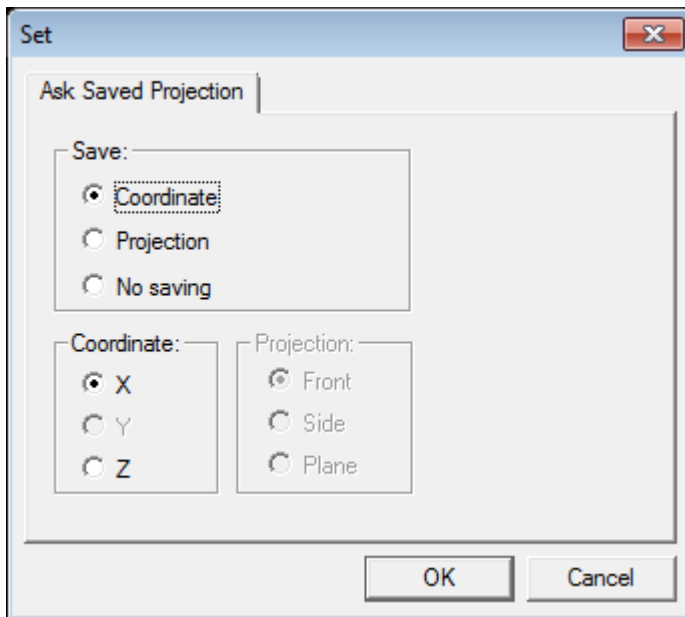 Set
Ask Saved Projection
Save:
Coordinate
Projection
No saving
Coordinate:
X
Y
Z
Projection:
Front
Side
Plane
OK
Cancel